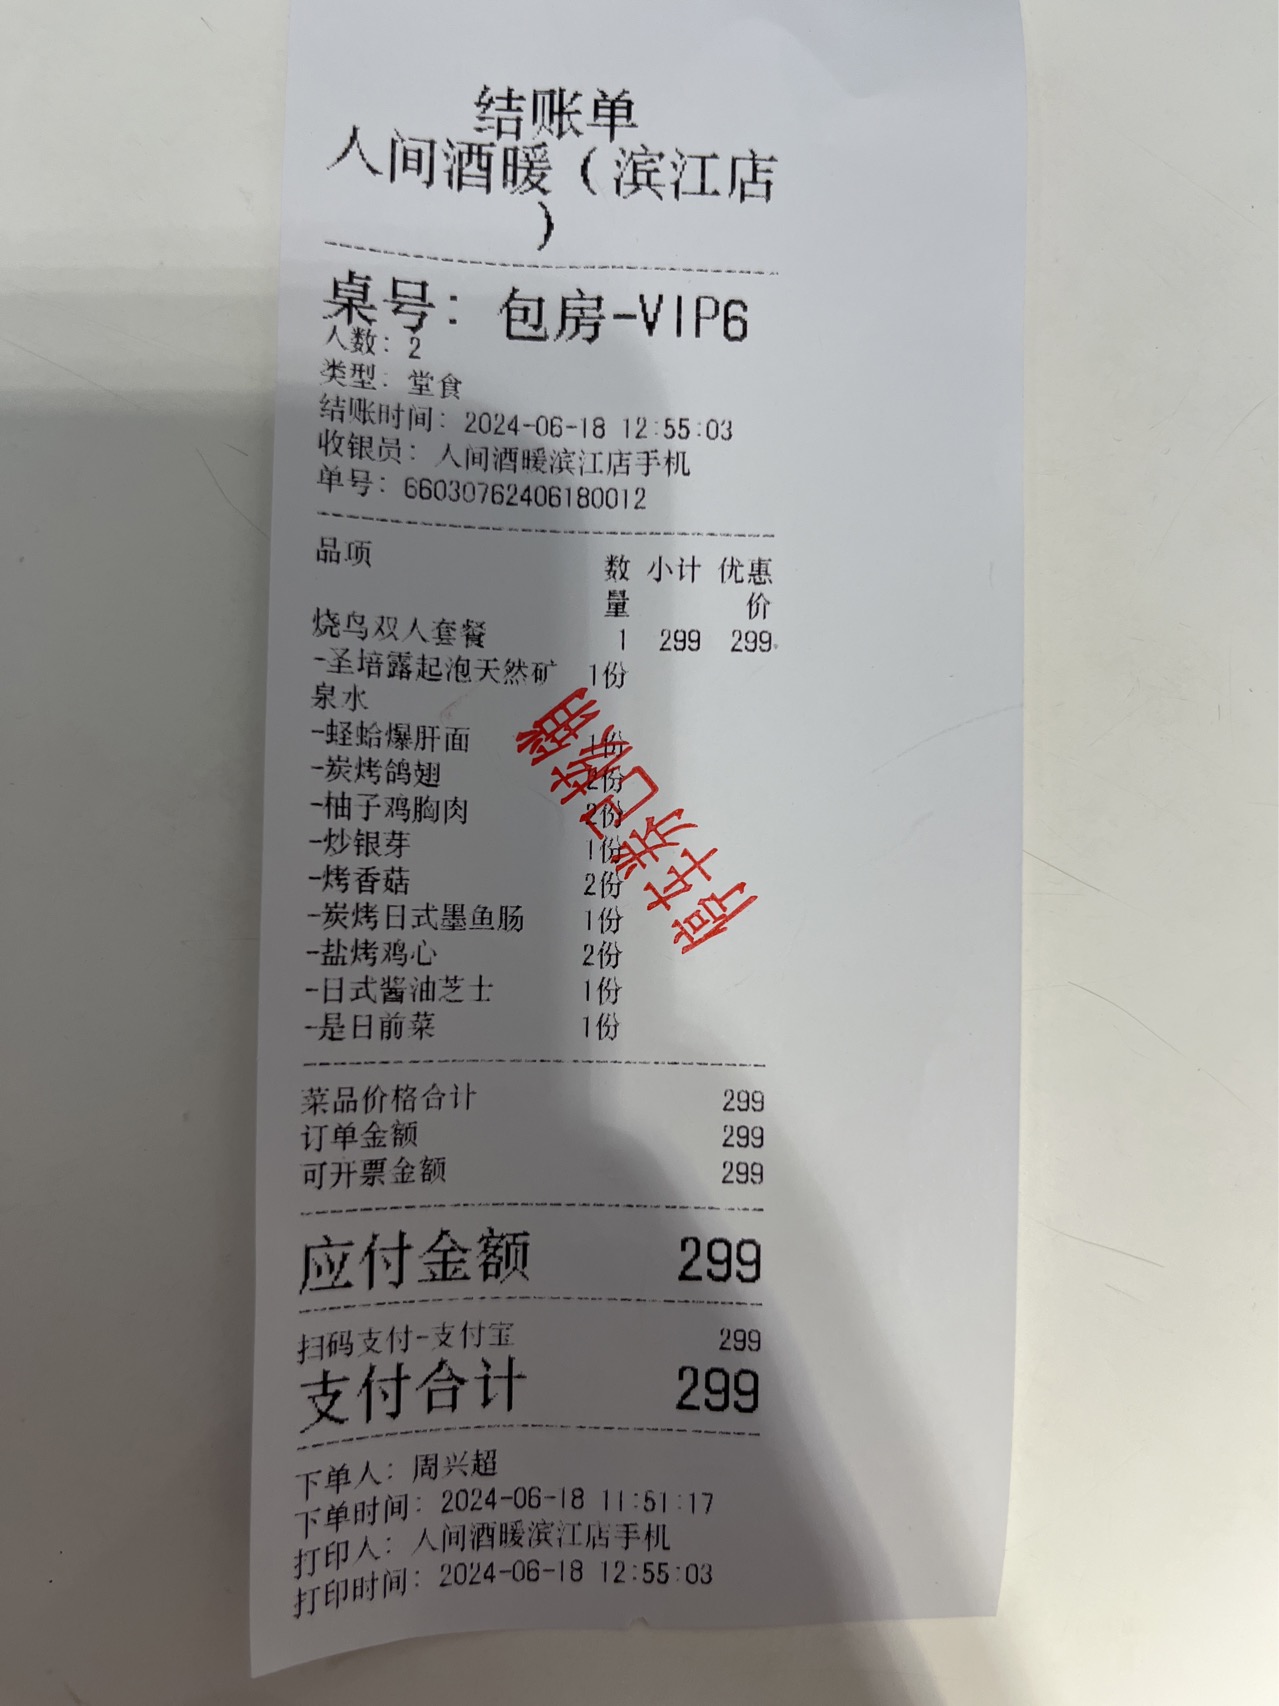 结账单
人间酒暖（滨江店
）
桌号：包房-VIP6
人数：2
类型：堂食
结账时间：2024-06-18 12:55:03
收银员：人间酒暖滨江店手机
单号：66030762406180012
品项 数量 小计 优惠价
烧鸟双人套餐 1 299 299
-圣培露起泡天然矿 1份
泉水
-蛏蛤爆肝面 1份
-炭烤鸽翅 2份
-柚子鸡胸肉 2份
-炒银芽 1份
-烤香菇 2份
-炭烤日式墨鱼肠 1份
-盐烤鸡心 2份
-日式酱油芝士 1份
-是日前菜 1份
停车券已领

菜品价格合计 299
订单金额 299
可开票金额 299
应付金额 299
扫码支付-支付宝 299
支付合计 299
下单人：周兴超
下单时间：2024-06-18 11:51:17
打印人：人间酒暖滨江店手机
打印时间：2024-06-18 12:55:03